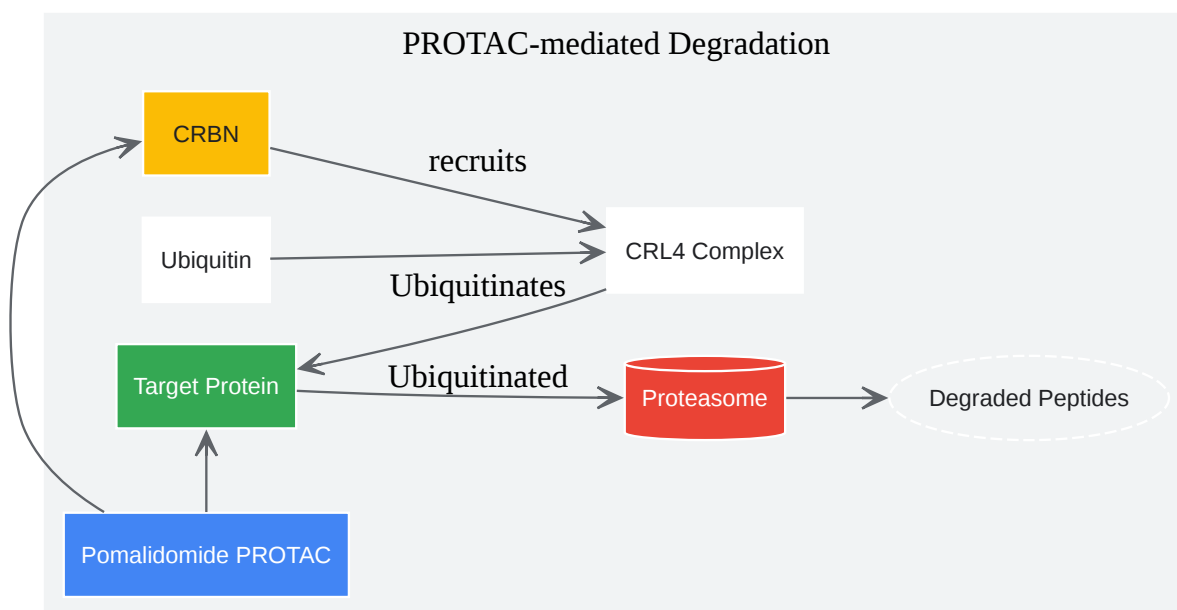 PROTAC-mediated Degradation
CRBN
recruits
Ubiquitin
CRL4 Complex
Ubiquitinates
Target Protein
Ubiquitinated
Proteasome
Degraded Peptides
Pomalidomide PROTAC